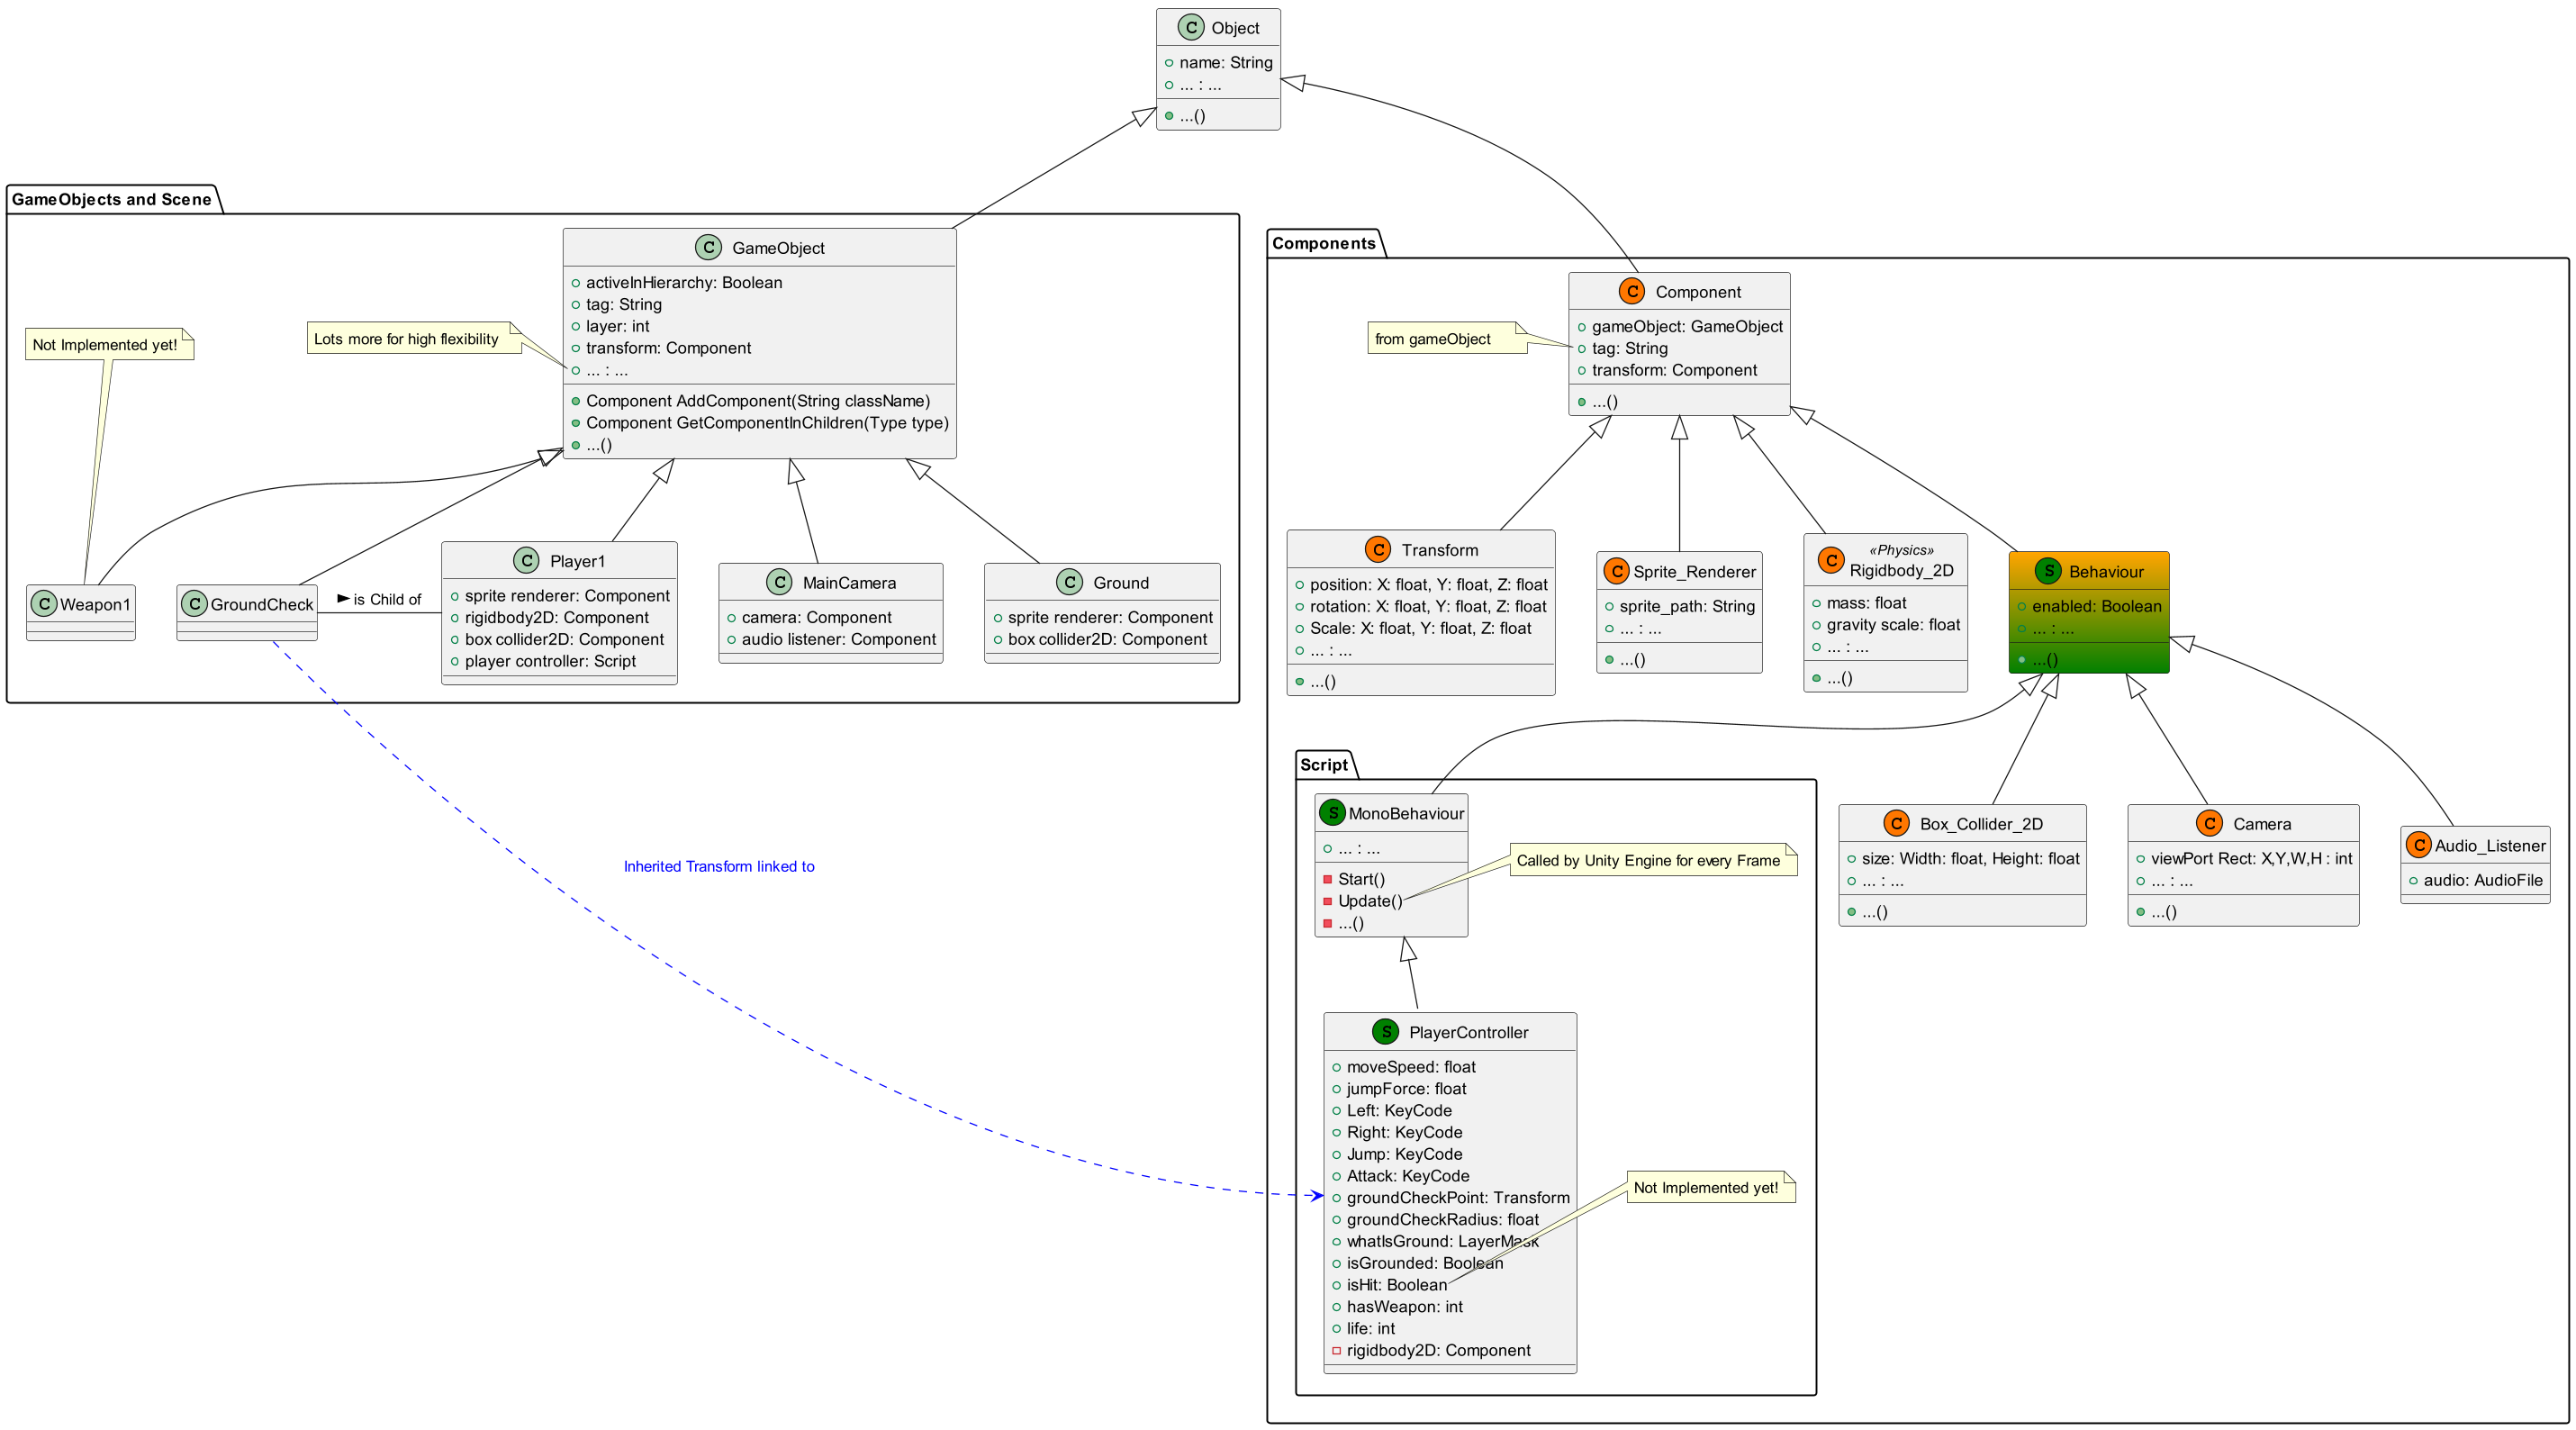 C Object
name: String
... : ...
...()
GameObjects and Scene
C GameObject
activeInHierarchy: Boolean
tag: String
layer: int
transform: Component
... : ...
Component AddComponent(String className)
Component GetComponentInChildren(Type type)
...()
Not Implemented yet!
Lots more for high flexibility
C Weapon1
C GroundCheck
is Child of
C Player1
sprite renderer: Component
rigidbody2D: Component
box collider2D: Component
player controller: Script
C MainCamera
camera: Component
audio listener: Component
C Ground
sprite renderer: Component
box collider2D: Component
Inherited Transform linked to
Components
C Component
gameObject: GameObject
tag: String
transform: Component
...()
from gameObject
C Transform
position: X: float, Y: float, Z: float
rotation: X: float, Y: float, Z: float
Scale: X: float, Y: float, Z: float
... : ...
...()
C Sprite_Renderer
sprite_path: String
... : ...
...()
«Physics»
C Rigidbody_2D
mass: float
gravity scale: float
... : ...
...()
S Behaviour
enabled: Boolean
... : ...
...()
Script
S MonoBehaviour
... : ...
Start()
Update()
...()
Called by Unity Engine for every Frame
C Box_Collider_2D
size: Width: float, Height: float
... : ...
...()
C Camera
viewPort Rect: X,Y,W,H : int
... : ...
...()
C Audio_Listener
audio: AudioFile
S PlayerController
moveSpeed: float
jumpForce: float
Left: KeyCode
Right: KeyCode
Jump: KeyCode
Attack: KeyCode
groundCheckPoint: Transform
groundCheckRadius: float
whatIsGround: LayerMask
isGrounded: Boolean
isHit: Boolean
hasWeapon: int
life: int
rigidbody2D: Component
Not Implemented yet!